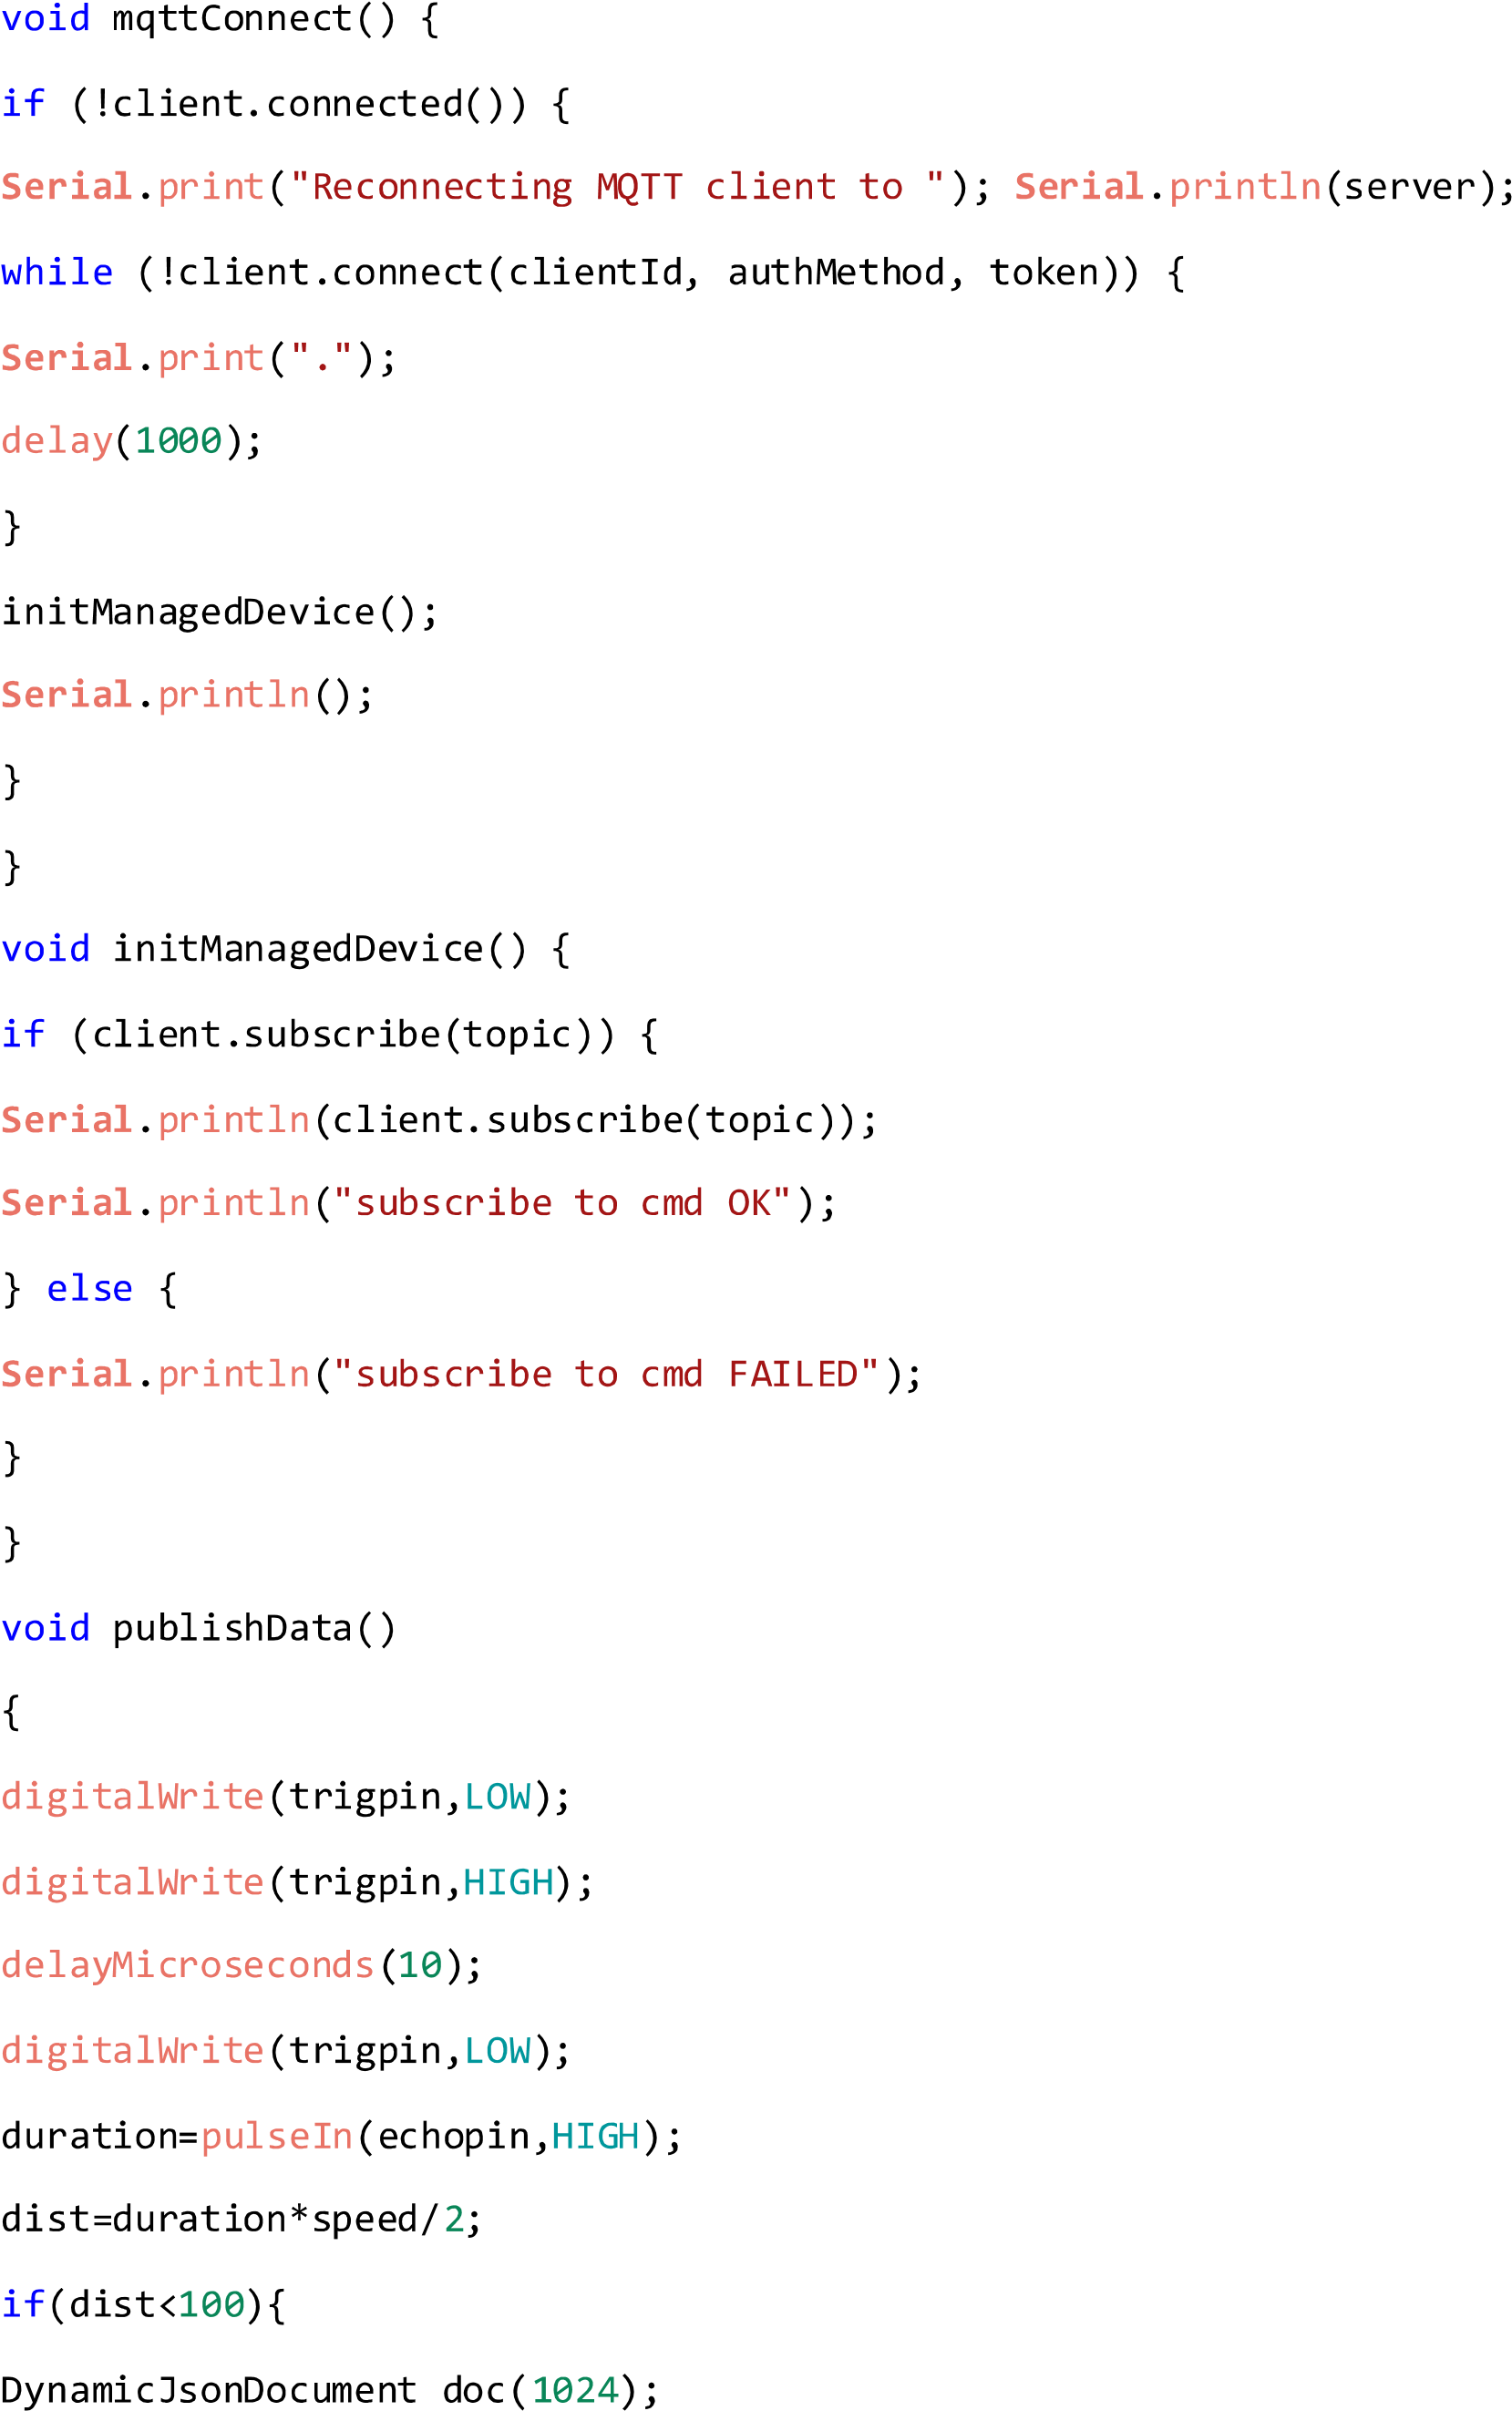 void mqttConnect() {
if (!client.connected()) {
Serial.print("Reconnecting MQTT client to "); Serial.println(server);
while (!client.connect(clientId, authMethod, token)) {
Serial.print(".");
delay(1000);
}
initManagedDevice();
Serial.println();
}
}
void initManagedDevice() {
if (client.subscribe(topic)) {
Serial.println(client.subscribe(topic));
Serial.println("subscribe to cmd OK");
} else {
Serial.println("subscribe to cmd FAILED");
}
}
void publishData()
{
digitalWrite(trigpin,LOW);
digitalWrite(trigpin,HIGH);
delayMicroseconds(10);
digitalWrite(trigpin,LOW);
duration=pulseIn(echopin,HIGH);
dist=duration*speed/2;
if(dist<100){
DynamicJsonDocument doc(1024);